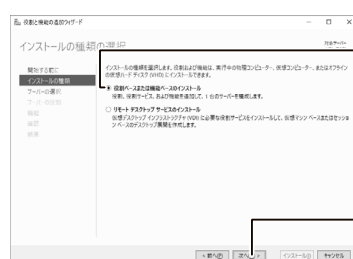 役割と機能の追加ウィザード
インストールの種類の選択
対象サーバー
開始する前に
インストールの種類
サーバーの選択
サーバーの役割
機能
確認
結果
インストールの種類を選択します。役割および機能は、実行中の物理コンピューター、仮想コンピューター、またはオフライン
の仮想ハード ディスク (VHD) にインストールできます。
役割ベースまたは機能ベースのインストール
役割、役割サービス、および機能を追加して、1 台のサーバーを構成します。
リモート デスクトップ サービスのインストール
仮想デスクトップ インフラストラクチャ (VDI) に必要な役割サービスをインストールして、仮想マシン ベースまたはセッショ
ン ベースのデスクトップ展開を作成します。
< 前へ(P)
次へ
>
インストール(I)
キャンセル